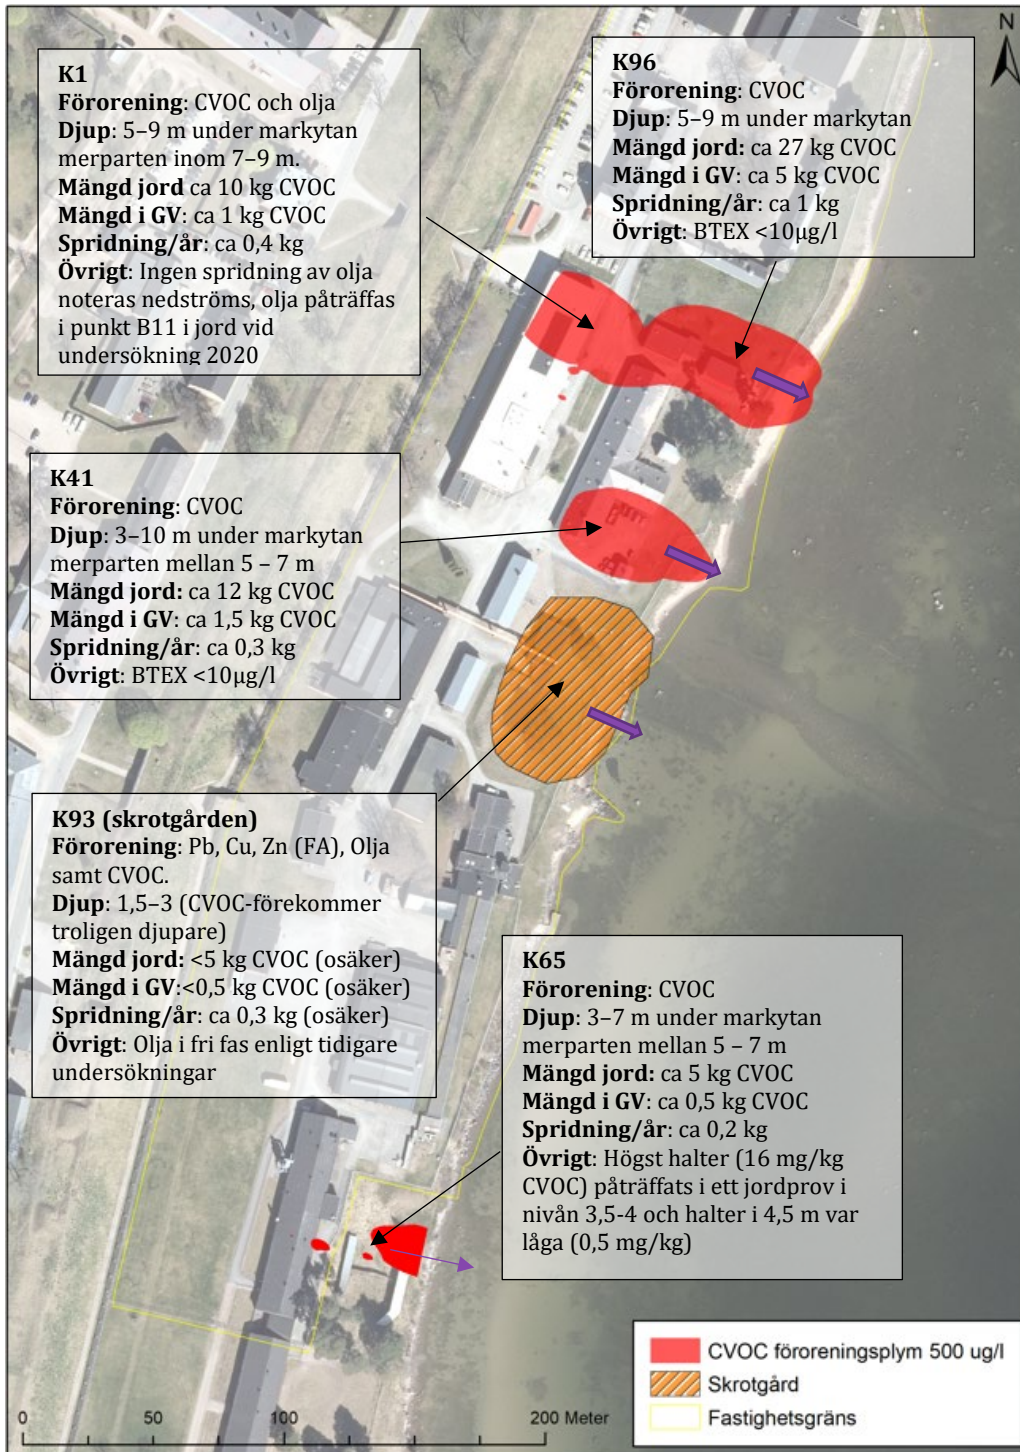 N
K1
Förorening: CVOC och olja
Djup: 5–9 m under markytan
merparten inom 7–9 m.
Mängd jord ca 10 kg CVOC
Mängd i GV: ca 1 kg CVOC
Spridning/år: ca 0,4 kg
Övrigt: Ingen spridning av olja
noteras nedströms, olja påträffas
i punkt B11 i jord vid
undersökning 2020
K96
Förorening: CVOC
Djup: 5–9 m under markytan
Mängd jord: ca 27 kg CVOC
Mängd i GV: ca 5 kg CVOC
Spridning/år: ca 1 kg
Övrigt: BTEX <10µg/l
K41
Förorening: CVOC
Djup: 3–10 m under markytan
merparten mellan 5 – 7 m
Mängd jord: ca 12 kg CVOC
Mängd i GV: ca 1,5 kg CVOC
Spridning/år: ca 0,3 kg
Övrigt: BTEX <10µg/l
K93 (skrotgården)
Förorening: Pb, Cu, Zn (FA), Olja
samt CVOC.
Djup: 1,5–3 (CVOC-förekommer
troligen djupare)
Mängd jord: <5 kg CVOC (osäker)
Mängd i GV:<0,5 kg CVOC (osäker)
Spridning/år: ca 0,3 kg (osäker)
Övrigt: Olja i fri fas enligt tidigare
undersökningar
K65
Förorening: CVOC
Djup: 3–7 m under markytan
merparten mellan 5 – 7 m
Mängd jord: ca 5 kg CVOC
Mängd i GV: ca 0,5 kg CVOC
Spridning/år: ca 0,2 kg
Övrigt: Högst halter (16 mg/kg
CVOC) påträffats i ett jordprov i
nivån 3,5-4 och halter i 4,5 m var
låga (0,5 mg/kg)
CVOC föroreningsplym 500 ug/l
Skrotgård
Fastighetsgräns
0 50 100 200 Meter